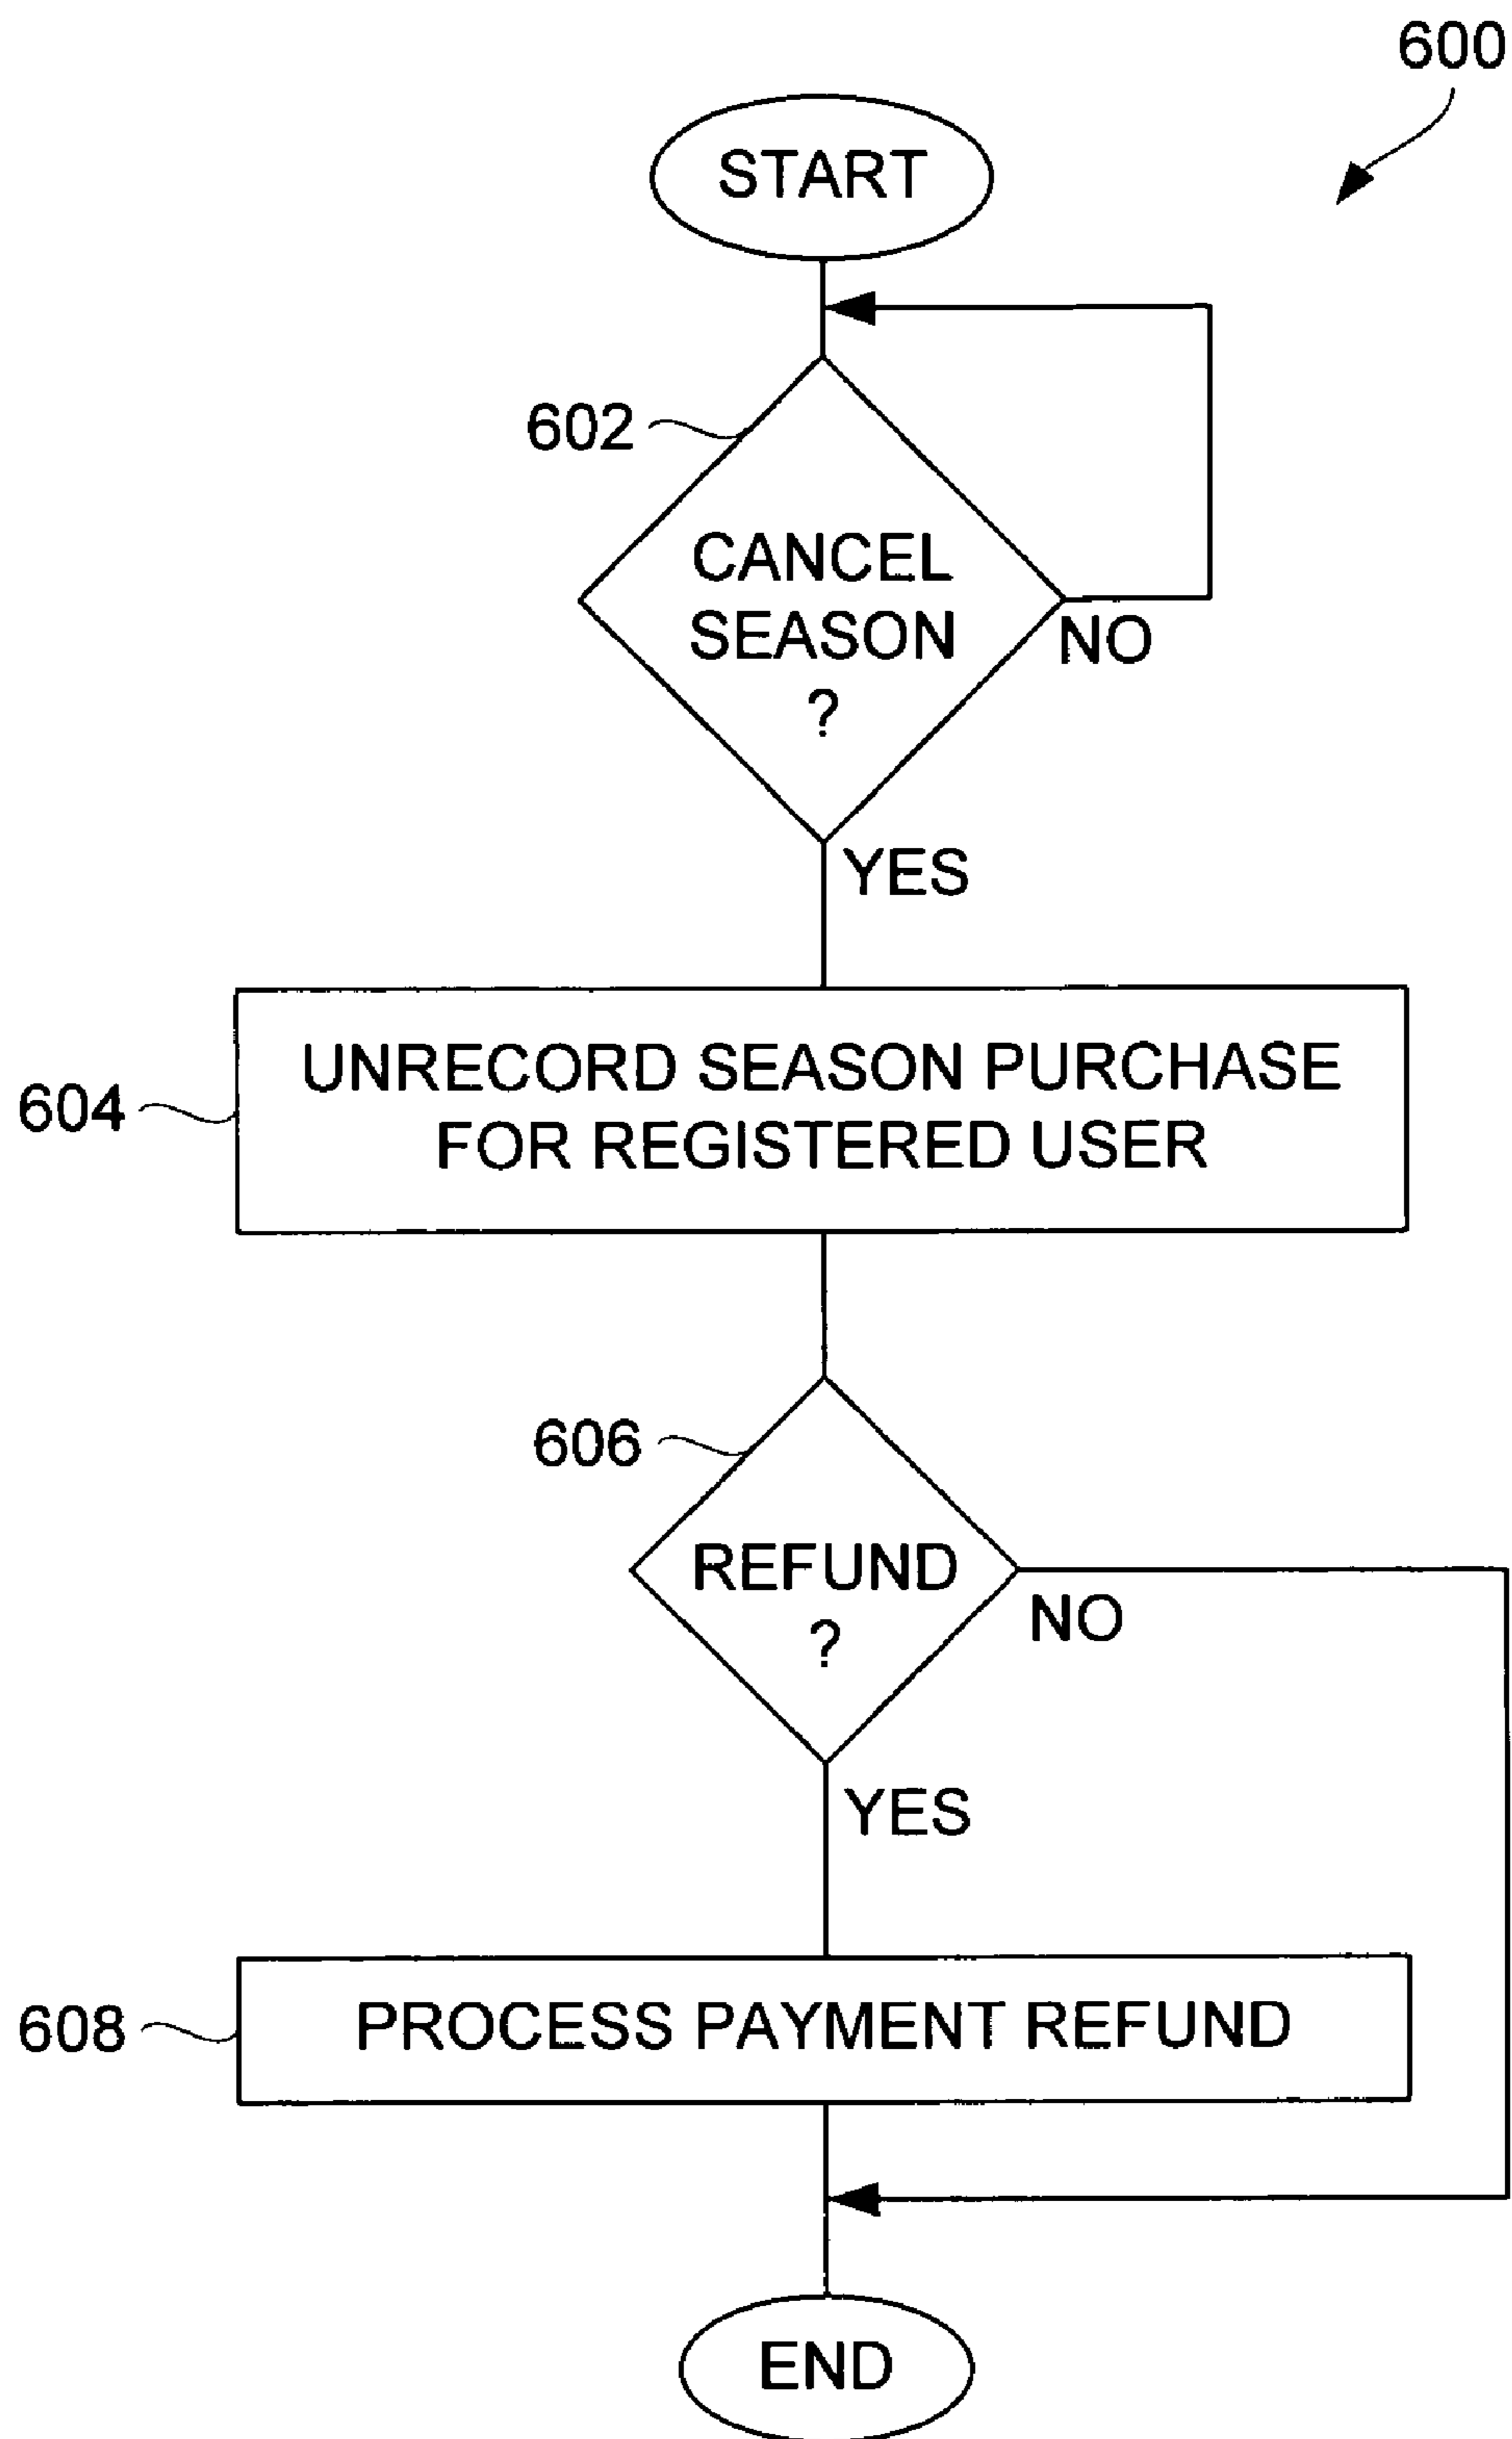 600
START
602
CANCEL
SEASON
?
NO
YES
604
UNRECORD SEASON PURCHASE
FOR REGISTERED USER
606
REFUND
?
NO
YES
608
PROCESS PAYMENT REFUND
END